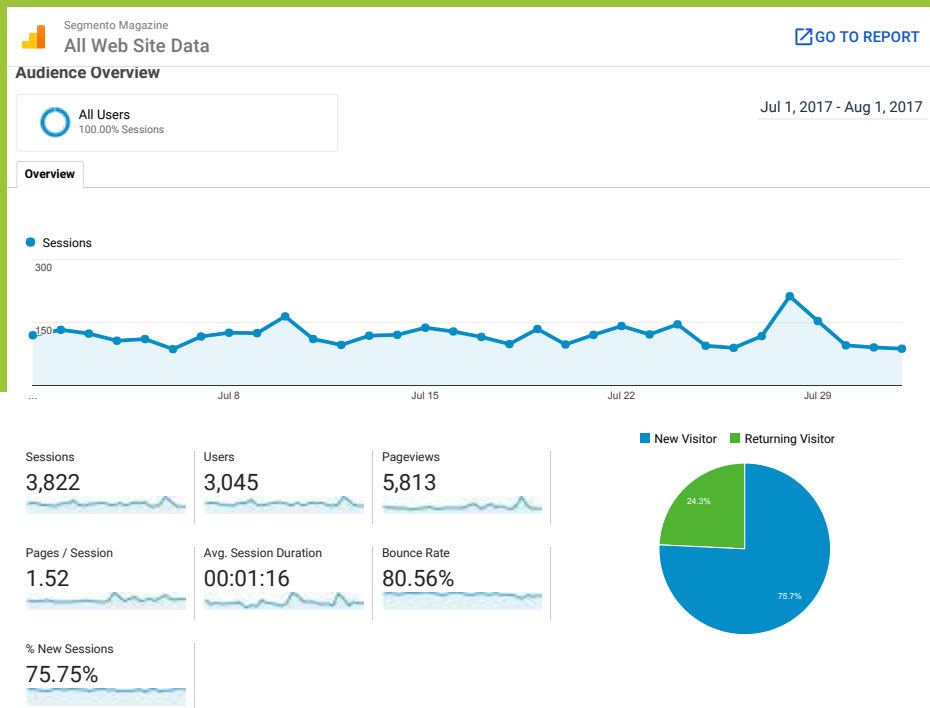 Segmento Magazine
All Web Site Data
GO TO REPORT
Audience Overview
All Users
100.00% Sessions
Jul 1, 2017 - Aug 1, 2017
Overview
Sessions
300
150
...
Jul 8
Jul 15
Jul 22
Jul 29
New Visitor
Returning Visitor
Sessions
3,822
Users
3,045
Pageviews
5,813
24.3%
75.7%
Pages / Session
1.52
Avg. Session Duration
00:01:16
Bounce Rate
80.56%
% New Sessions
75.75%